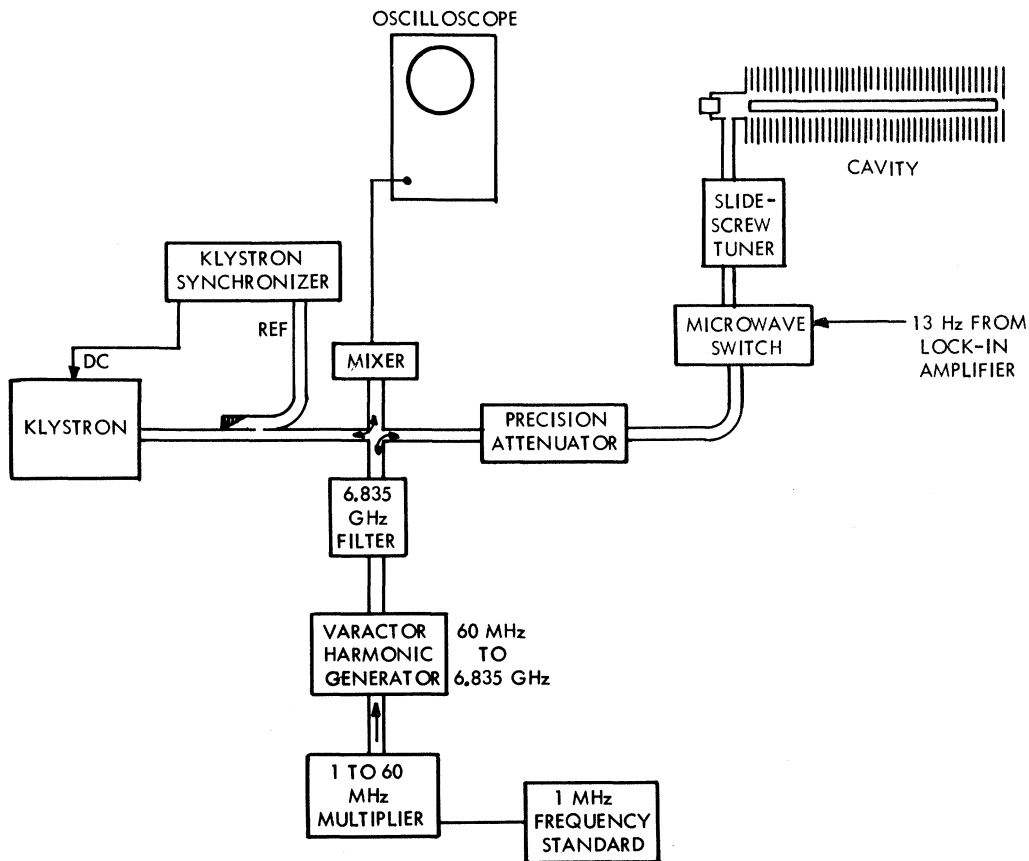 OSCILLOSCOPE
CAVITY
SLIDE-
SCREW
TUNER
KLYSTRON
SYNCHRONIZER
REF
DC
MICROWAVE
SWITCH
13 Hz FROM
LOCK-IN
AMPLIFIER
MIXER
KLYSTRON
PRECISION
ATTENUATOR
6.835
GHz
FILTER
VARACTOR
HARMONIC
GENERATOR
60 MHz
TO
6.835 GHz
1 TO 60
MHz
MULTIPLIER
1 MHz
FREQUENCY
STANDARD